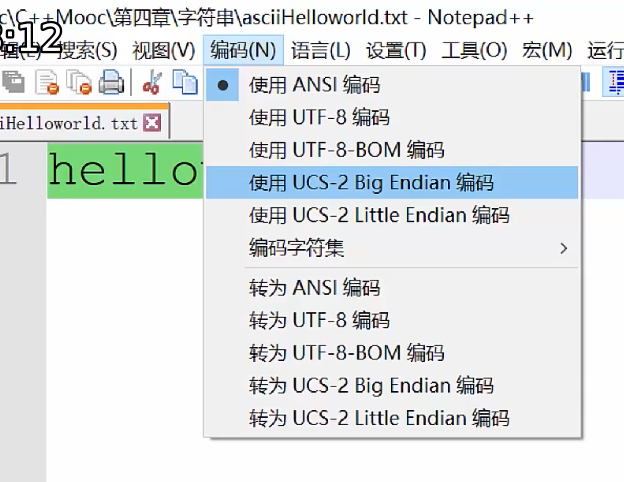 c\C++Mooc\第四章\字符串\asciiHelloworld.txt - Notepad++
:12
搜索(S) 视图(V) 编码(N) 语言(L) 设置(T) 工具(O) 宏(M) 运行
使用 ANSI 编码
iHelloworld.txt
使用 UTF-8 编码
使用 UTF-8-BOM 编码
1 hello
使用 UCS-2 Big Endian 编码
使用 UCS-2 Little Endian 编码
编码字符集
转为 ANSI 编码
转为 UTF-8 编码
转为 UTF-8-BOM 编码
转为 UCS-2 Big Endian 编码
转为 UCS-2 Little Endian 编码